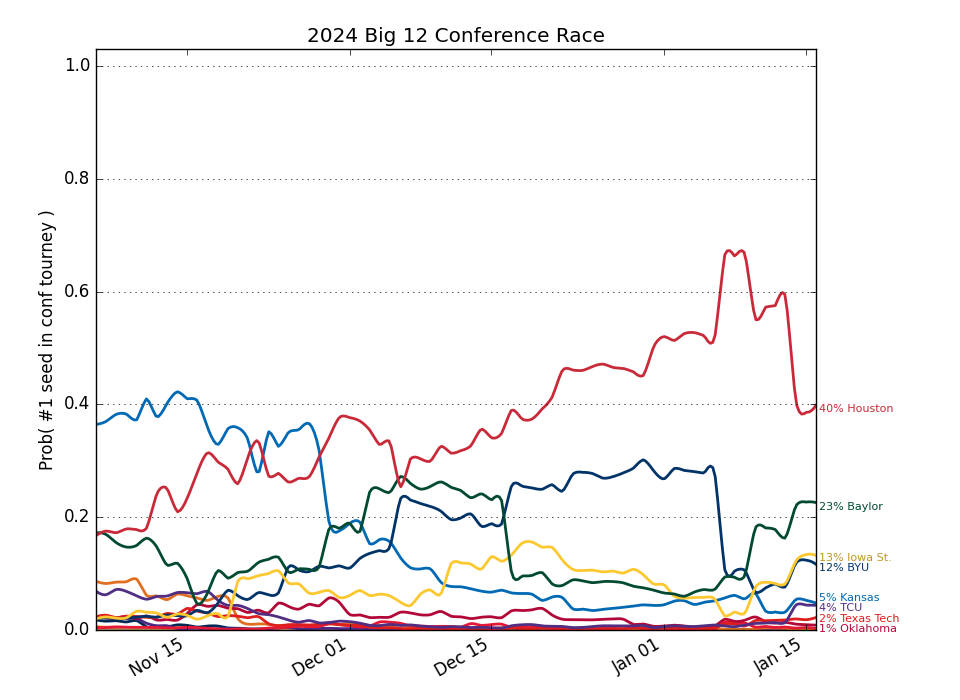 2024 Big 12 Conference Race
Prob( #1 seed in conf tourney )
1.0
0.8
0.6
0.4
0.2
0.0
Nov 15
Dec 01
Dec 15
Jan 01
Jan 15
40% Houston
23% Baylor
13% Iowa St.
12% BYU
5% Kansas
4% TCU
2% Texas Tech
1% Oklahoma